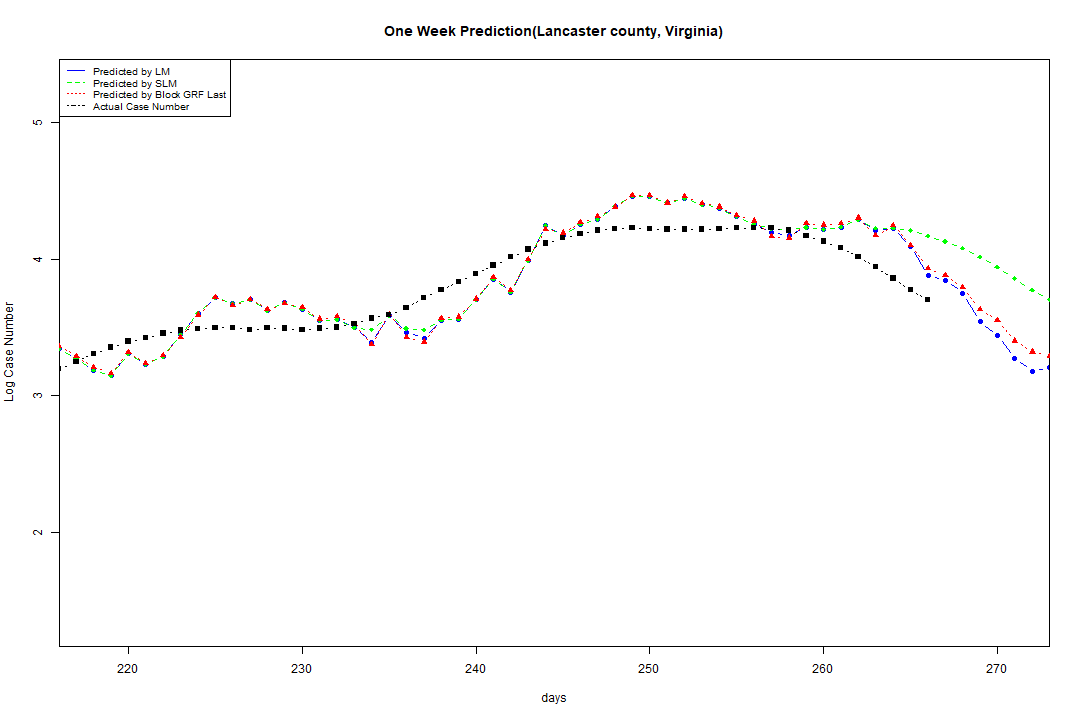 One Week Prediction(Lancaster county, Virginia)
Predicted by LM
Predicted by SLM
Predicted by Block GRF Last
Actual Case Number
5
4
3
2
Log Case Number
220 230 240 250 260 270
days